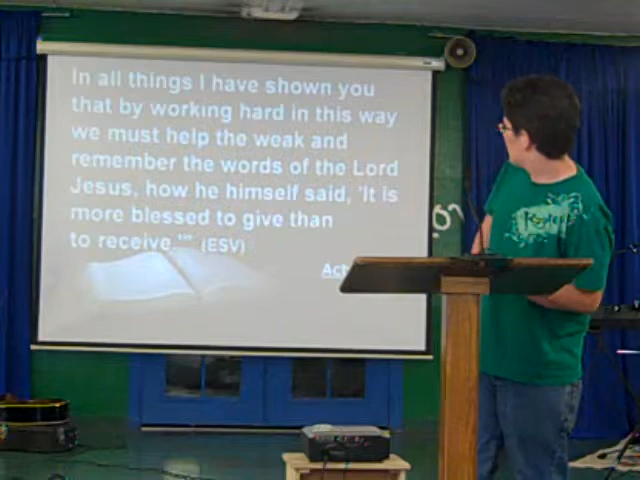 In all things I have shown you
that by working hard in this way
we must help the weak and
remember the words of the Lord
Jesus, how he himself said, 'It is
more blessed to give than
to receive.'" (ESV)